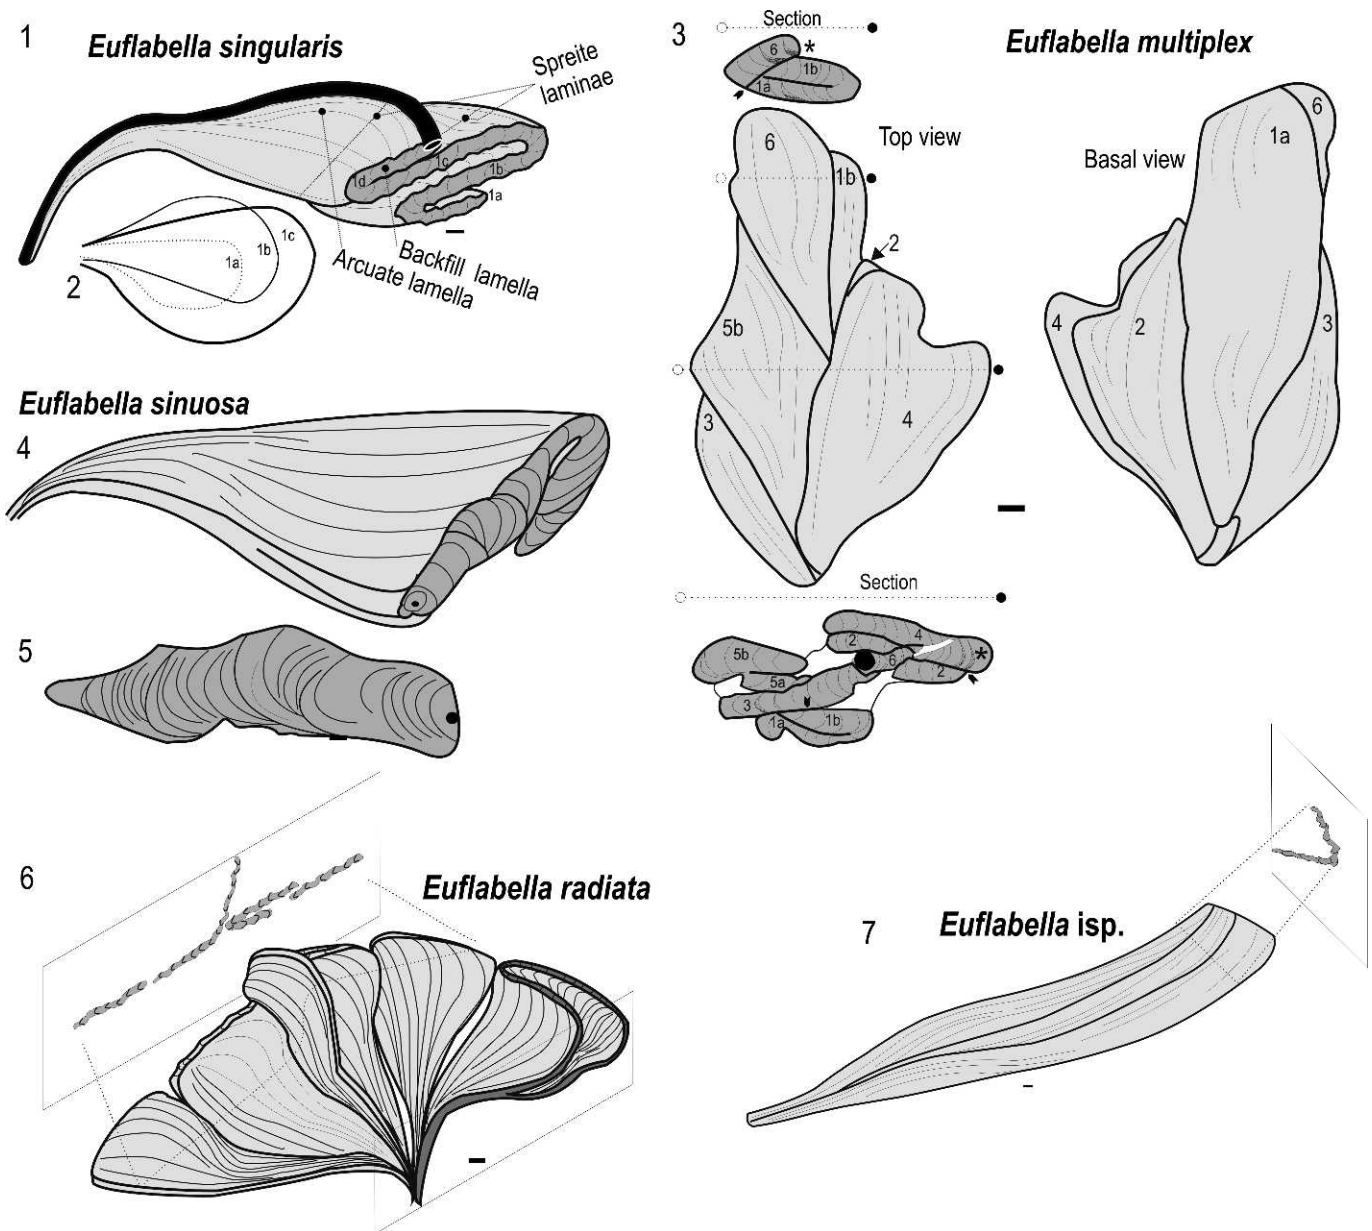 1
Euflabella singularis
Spreite
laminae
1d
1c
1b
1a
Backfill lamella
Arcuate lamella
2
1a
1b
1c
3
Section
Euflabella multiplex
6
*
1b
1a
Top view
6
1b
2
5b
3
4
Basal view
1a
6
4
2
3
Section
5b
5a
3
1a
1b
2
4
6
2
*
Euflabella sinuosa
4
5
6
Euflabella radiata
7
Euflabella isp.